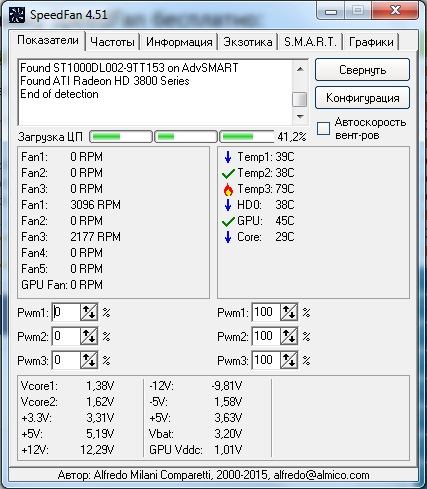 SpeedFan 4.51
Показатели Частоты Информация Экзотика S.M.A.R.T. Графики
Found ST1000DL002-9TT153 on AdvSMART
Found ATI Radeon HD 3800 Series
End of detection
Свернуть
Конфигурация
Автоскорость
вент-ров
Загрузка ЦП 41,2%
Fan1: 0 RPM
Fan2: 0 RPM
Fan3: 0 RPM
Fan1: 3096 RPM
Fan2: 0 RPM
Fan3: 2177 RPM
Fan4: 0 RPM
Fan5: 0 RPM
GPU Fan: 0 RPM
Temp1: 39C
Temp2: 38C
Temp3: 79C
HD0: 38C
GPU: 45C
Core: 29C
Pwm1: 0 % Pwm1: 100 %
Pwm2: 0 % Pwm2: 100 %
Pwm3: 0 % Pwm3: 100 %
Vcore1: 1,38V -12V: -9,81V
Vcore2: 1,62V -5V: 1,58V
+3.3V: 3,31V +5V: 3,63V
+5V: 5,19V Vbat: 3,20V
+12V: 12,29V GPU Vddc: 1,01V
Автор: Alfredo Milani Comparetti, 2000-2015, alfredo@almico.com